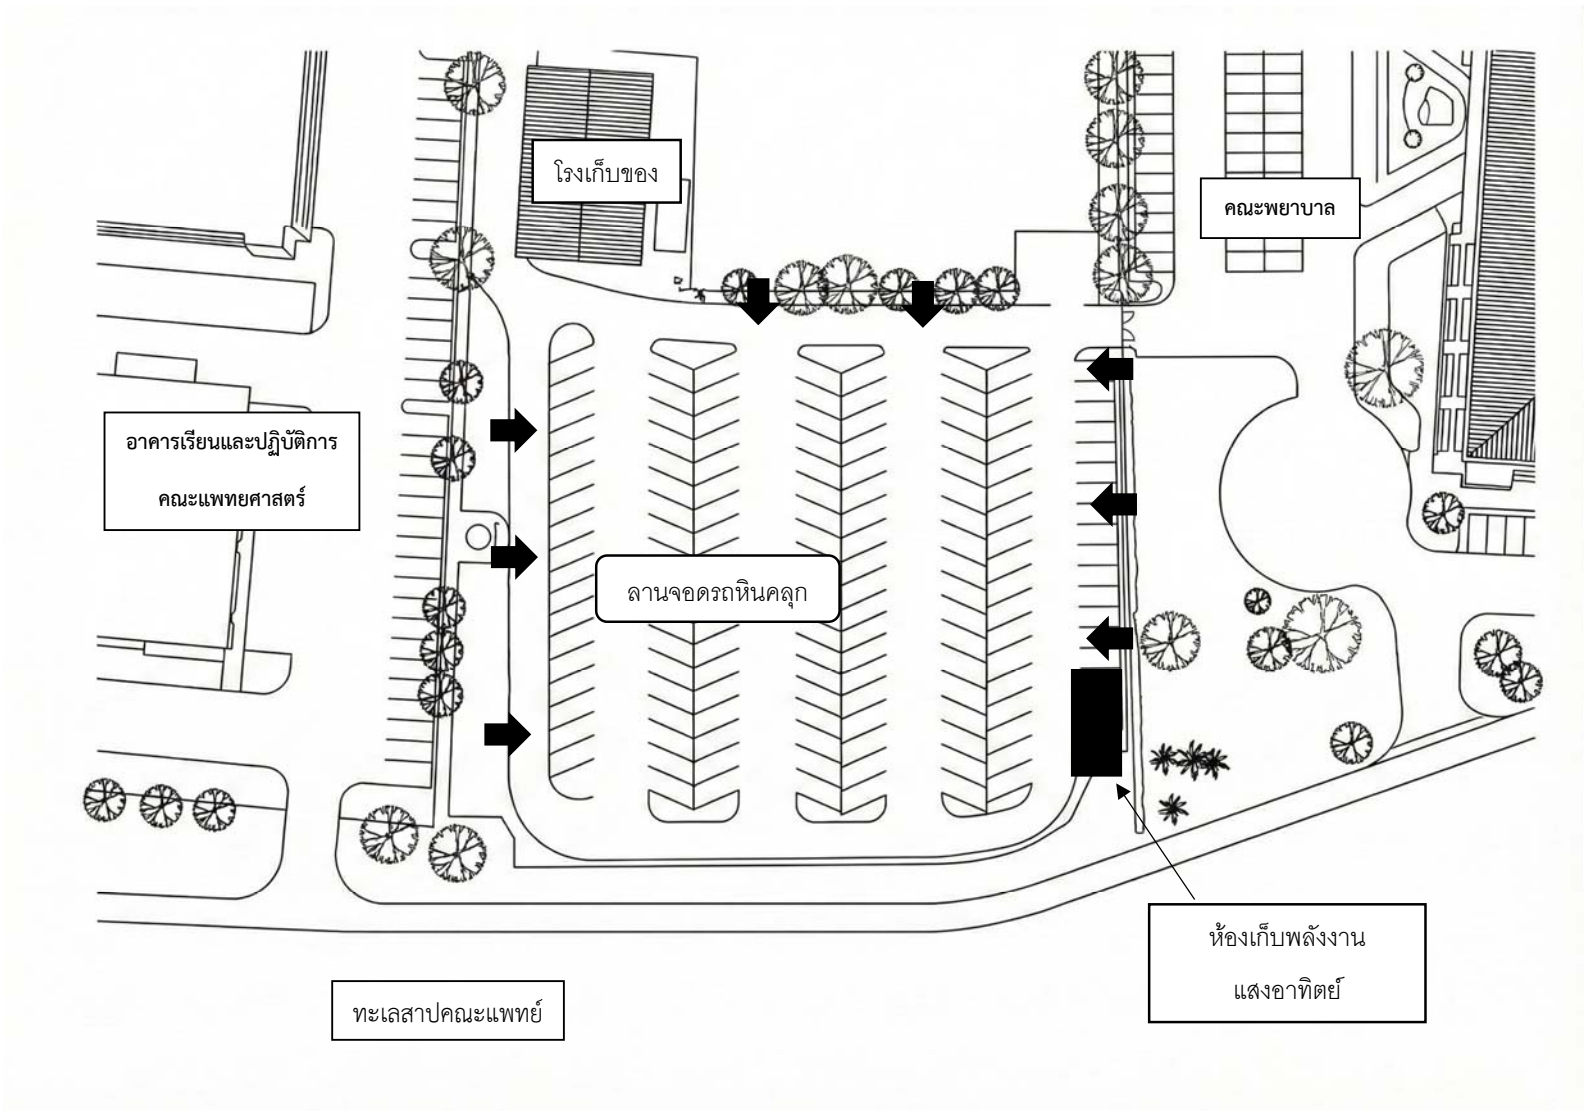 โรงเก็บของ
คณะพยาบาล
อาคารเรียนและปฏิบัติการ
คณะแพทยศาสตร์
ลานจอดรถหินคลุก
ห้องเก็บพลังงาน
แสงอาทิตย์
ทะเลสาปคณะแพทย์